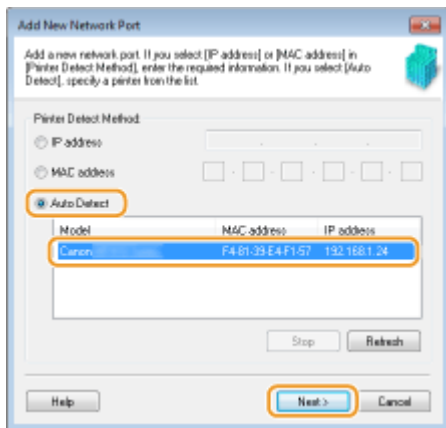 Add New Network Port
Add a new network port. If you select [IP address] or [MAC address] in
[Printer Detect Method], enter the required information. If you select [Auto
Detect], specify a printer from the list.
Printer Detect Method:
IP address
MAC address
Auto Detect
Model MAC address IP address
Canon F4-81-39-E4-F1-57 192.168.1.24
Stop Refresh
Help Next > Cancel